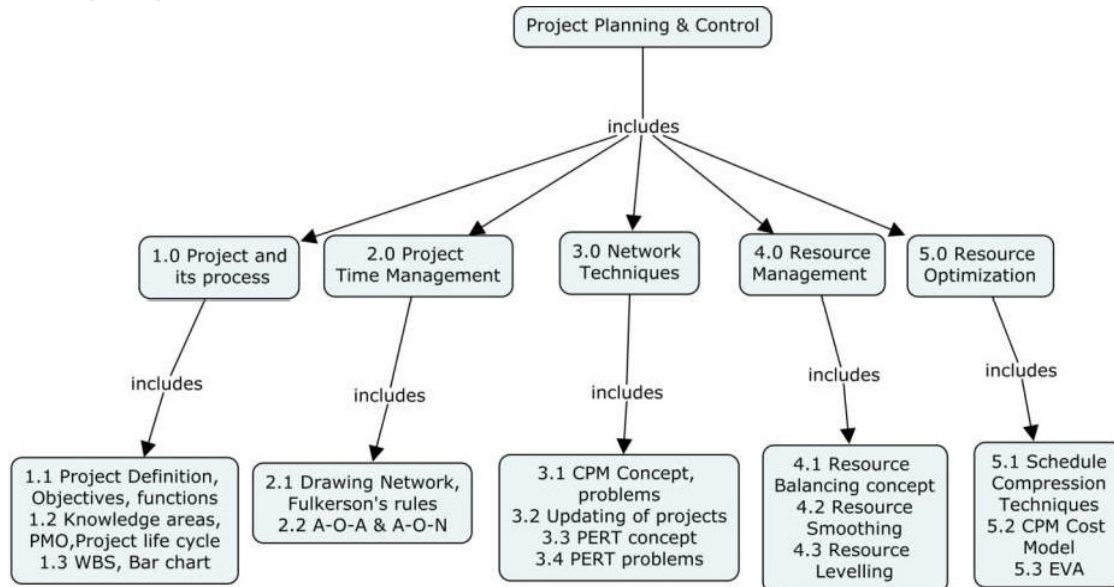 Project Planning & Control
includes
1.0 Project and
its process
2.0 Project
Time Management
3.0 Network
Techniques
4.0 Resource
Management
5.0 Resource
Optimization
includes
includes
includes
includes
includes
1.1 Project Definition,
Objectives, functions
1.2 Knowledge areas,
PMO,Project life cycle
1.3 WBS, Bar chart
2.1 Drawing Network,
Fulkerson's rules
2.2 A-O-A & A-O-N
3.1 CPM Concept,
problems
3.2 Updating of projects
3.3 PERT concept
3.4 PERT problems
4.1 Resource
Balancing concept
4.2 Resource
Smoothing
4.3 Resource
Levelling
5.1 Schedule
Compression
Techniques
5.2 CPM Cost
Model
5.3 EVA